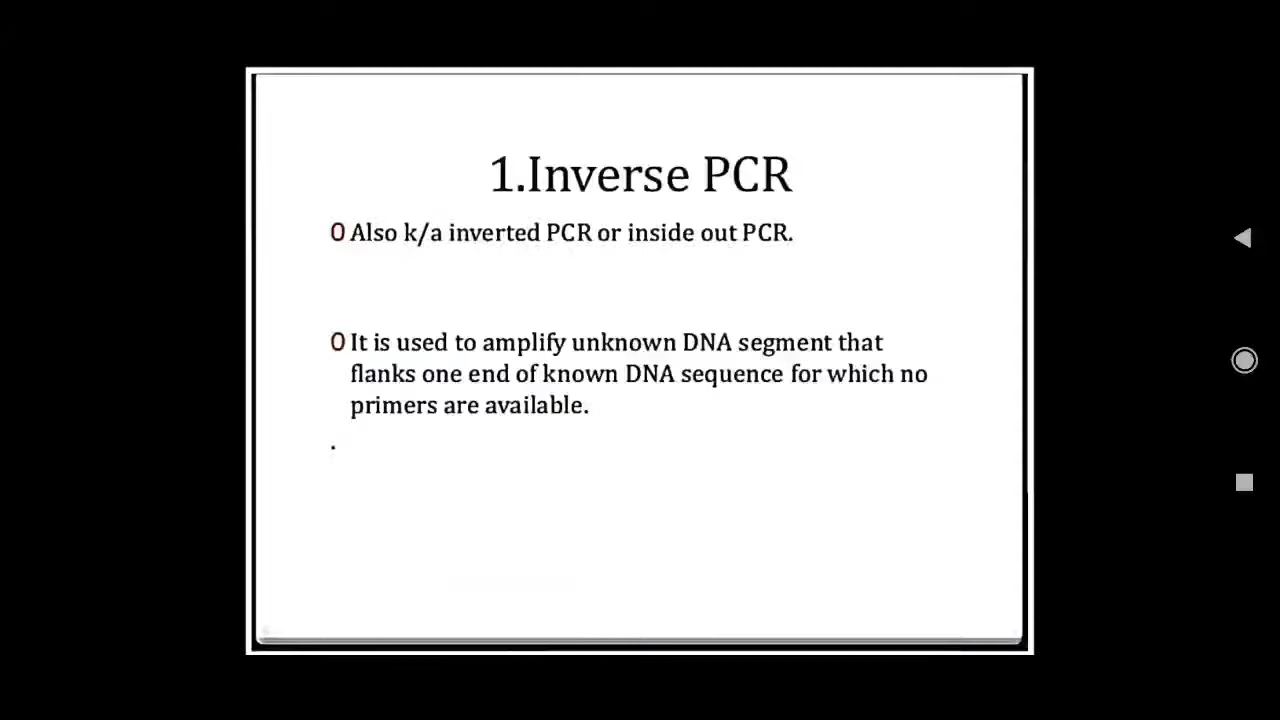 1.Inverse PCR
O Also k/a inverted PCR or inside out PCR.
O It is used to amplify unknown DNA segment that
flanks one end of known DNA sequence for which no
primers are available.
.